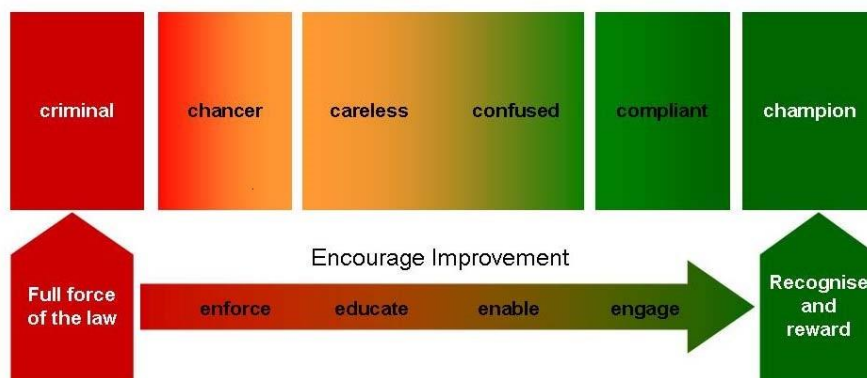 criminal
chancer
careless
confused
compliant
champion
Encourage Improvement
Full force
of the law
enforce
educate
enable
engage
Recognise
and
reward